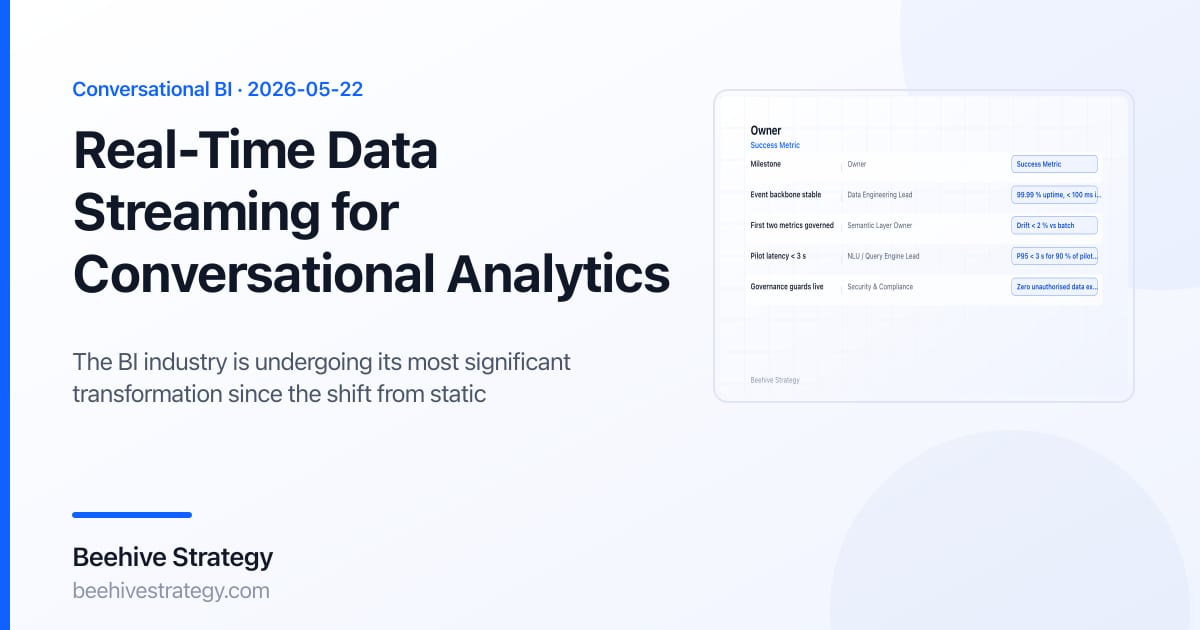 Conversational BI · 2026-05-22
Real-Time Data
Streaming for
Conversational Analytics
The BI industry is undergoing its most significant
transformation since the shift from static
Beehive Strategy
beehivestrategy.com
Owner
Success Metric
Milestone Owner Success Metric
Event backbone stable Data Engineering Lead 99.99 % uptime, < 100 ms i...
First two metrics governed Semantic Layer Owner Drift < 2 % vs batch
Pilot latency < 3 s NLU / Query Engine Lead P95 < 3 s for 90 % of pilot...
Governance guards live Security & Compliance Zero unauthorised data ex...
Beehive Strategy